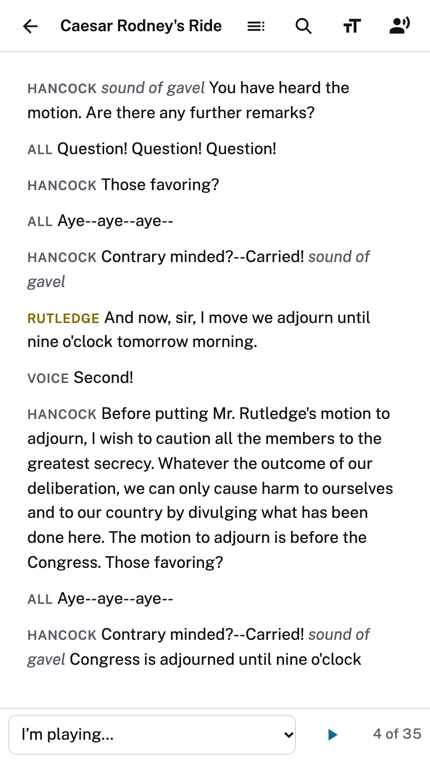 Caesar Rodney's Ride
HANCOCK sound of gavel You have heard the
motion. Are there any further remarks?
ALL Question! Question! Question!
HANCOCK Those favoring?
ALL Aye--aye--aye--
HANCOCK Contrary minded?--Carried! sound of
gavel
RUTLEDGE And now, sir, I move we adjourn until
nine o'clock tomorrow morning.
VOICE Second!
HANCOCK Before putting Mr. Rutledge's motion to
adjourn, I wish to caution all the members to the
greatest secrecy. Whatever the outcome of our
deliberation, we can only cause harm to ourselves
and to our country by divulging what has been
done here. The motion to adjourn is before the
Congress. Those favoring?
ALL Aye--aye--aye--
HANCOCK Contrary minded?--Carried! sound of
gavel Congress is adjourned until nine o'clock
I'm playing... 4 of 35